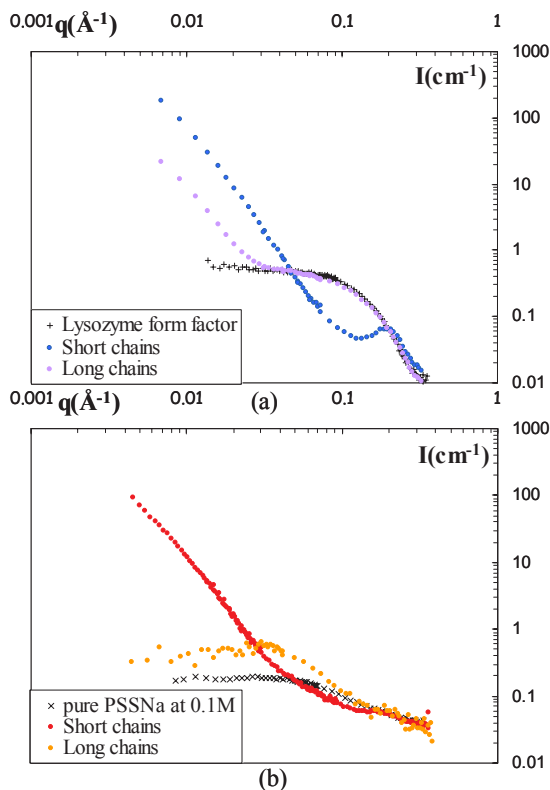 0.001 q(Å-1) 0.01 0.1 1
I(cm-1) 1000
100
10
1
0.1
+ Lysozyme form factor
Short chains
Long chains
0.01
(a)
0.001 q(Å-1) 0.01 0.1 1
I(cm-1) 1000
100
10
1
0.1
× pure PSSNa at 0.1M
Short chains
Long chains
0.01
(b)